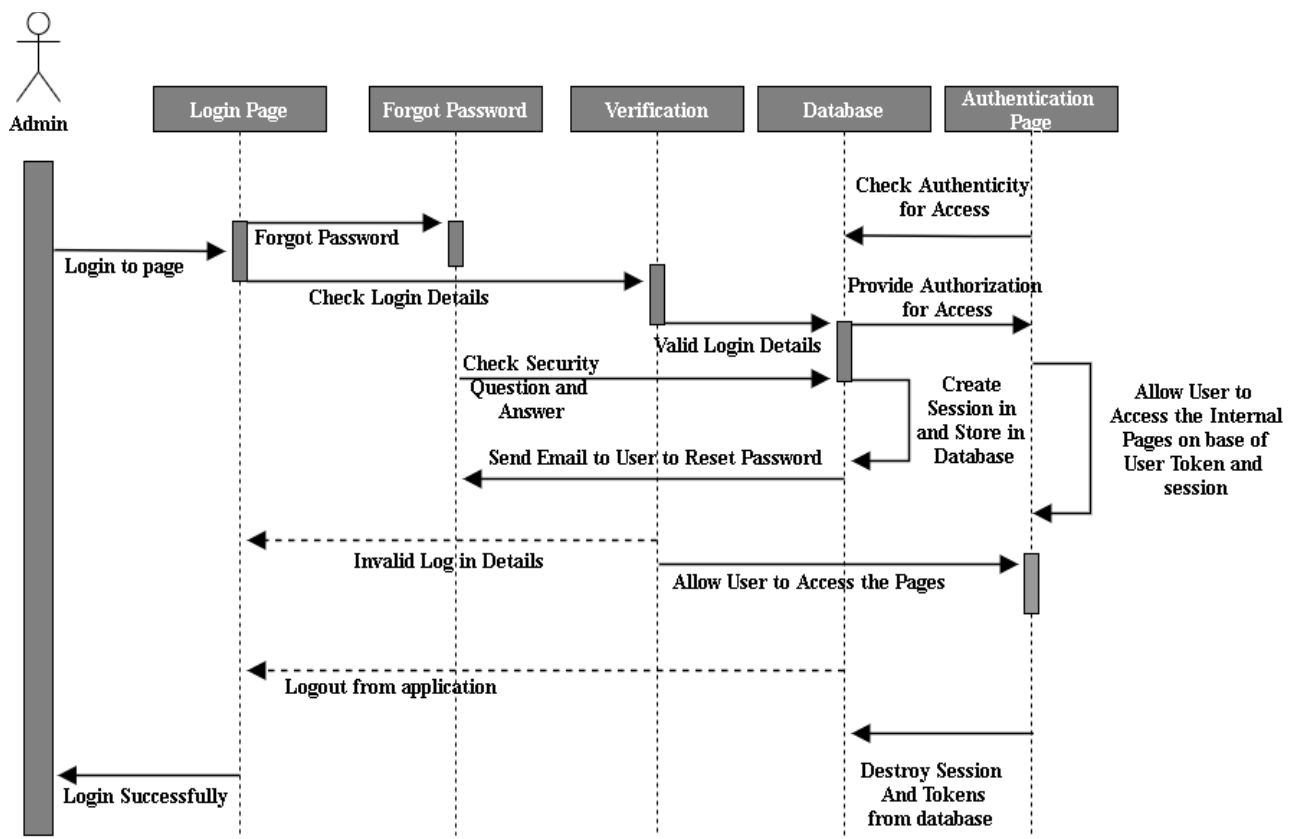 Admin
Login Page
Forgot Password
Verification
Database
Authentication
Page
Check Authenticity
for Access
Forgot Password
Login to page
Check Login Details
Provide Authorization
for Access
Valid Login Details
Check Security
Question and
Answer
Create
Session in
and Store in
Database
Allow User to
Access the Internal
Pages on base of
User Token and
session
Send Email to User to Reset Password
Invalid Log in Details
Allow User to Access the Pages
Logout from application
Login Successfully
Destroy Session
And Tokens
from database